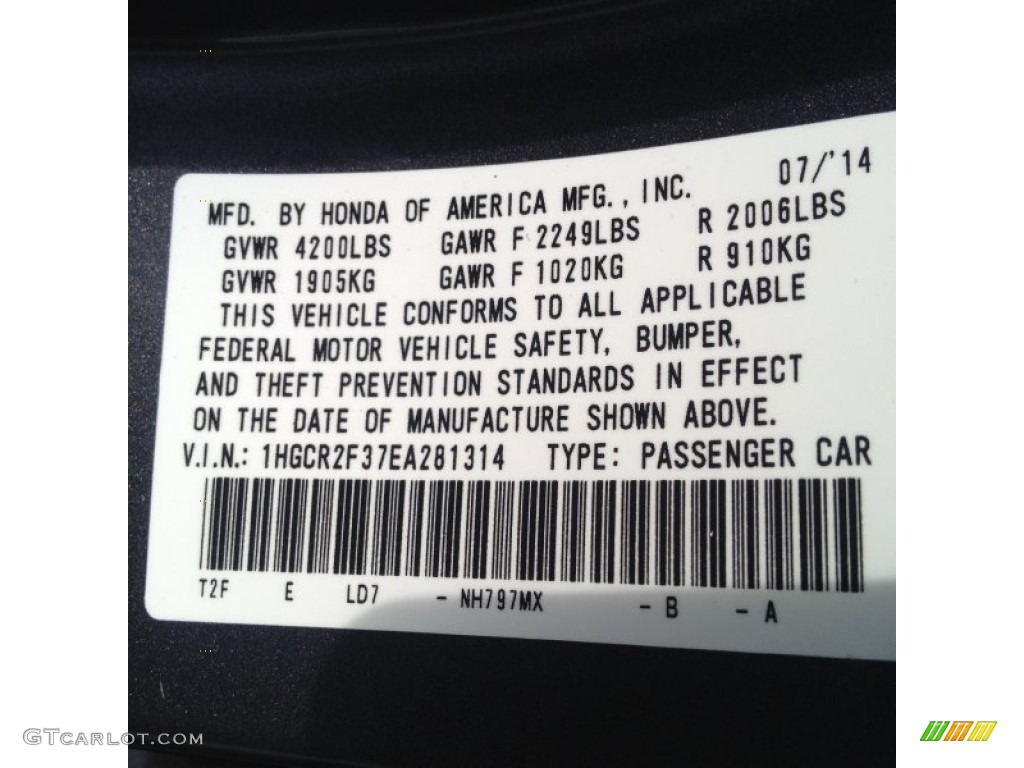 07/'14
MFD. BY HONDA OF AMERICA MFG., INC.
GVWR 4200LBS GAWR F 2249LBS R 2006LBS
GVWR 1905KG GAWR F 1020KG R 910KG
THIS VEHICLE CONFORMS TO ALL APPLICABLE
FEDERAL MOTOR VEHICLE SAFETY, BUMPER,
AND THEFT PREVENTION STANDARDS IN EFFECT
ON THE DATE OF MANUFACTURE SHOWN ABOVE.
V.I.N.: 1HGCR2F37EA281314 TYPE: PASSENGER CAR
T2F E LD7 - NH797MX - B - A
GTCARLOT.COM